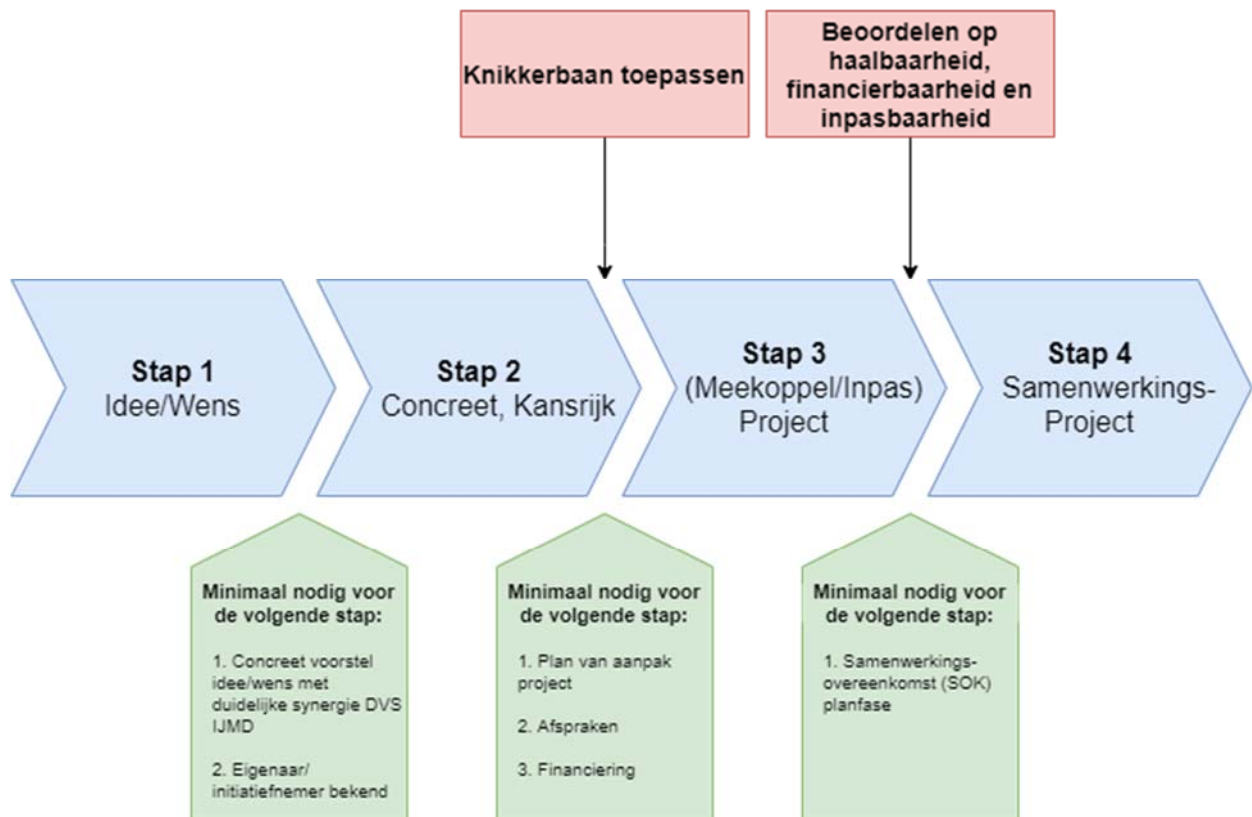 Knikkerbaan toepassen
Beoordelen op
haalbaarheid,
financierbaarheid en
inpasbaarheid
Stap 1
Idee/Wens
Stap 2
Concreet, Kansrijk
Stap 3
(Meekoppel/Inpas)
Project
Stap 4
Samenwerkings-
Project
Minimaal nodig voor
de volgende stap:
1. Concreet voorstel
idee/wens met
duidelijke synergie DVS
IJMD
2. Eigenaar/
initiatiefnemer bekend
Minimaal nodig voor
de volgende stap:
1. Plan van aanpak
project
2. Afspraken
3. Financiering
Minimaal nodig voor
de volgende stap:
1. Samenwerkings-
overeenkomst (SOK)
planfase